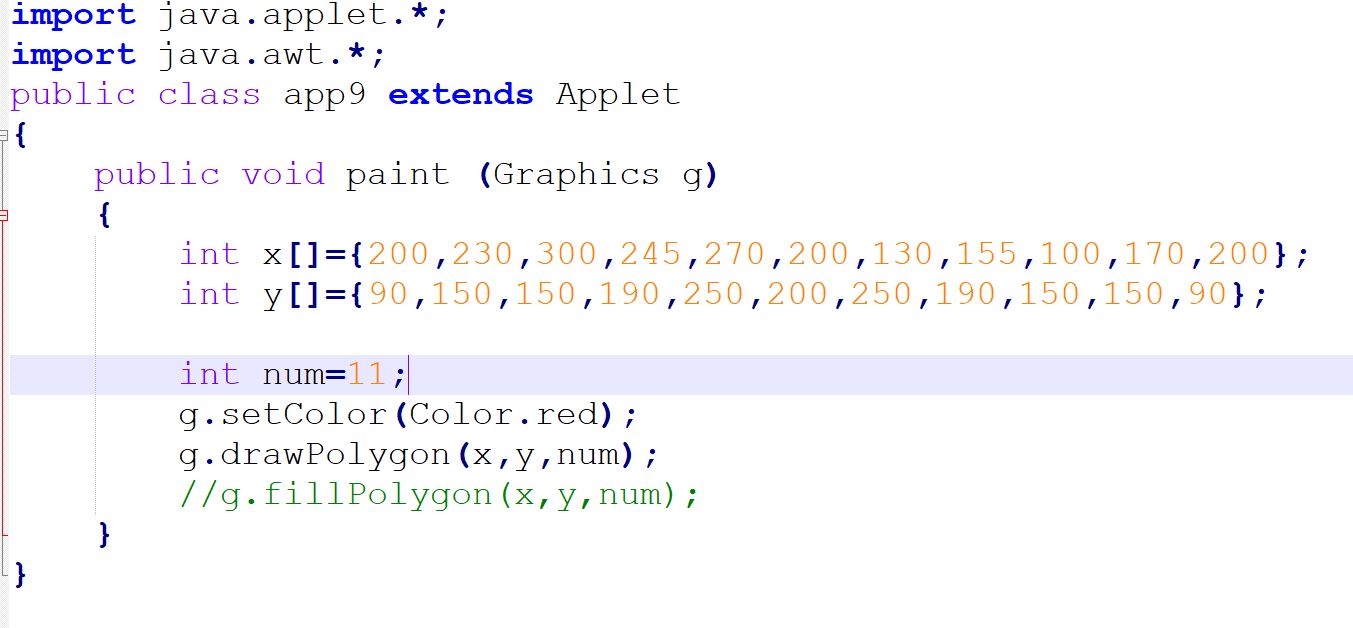 import java.applet.*;
import java.awt.*;
public class app9 extends Applet
{
    public void paint (Graphics g)
    {
        int x[]={200,230,300,245,270,200,130,155,100,170,200};
        int y[]={90,150,150,190,250,200,250,190,150,150,90};

        int num=11;
        g.setColor(Color.red);
        g.drawPolygon(x,y,num);
        //g.fillPolygon(x,y,num);
    }
}